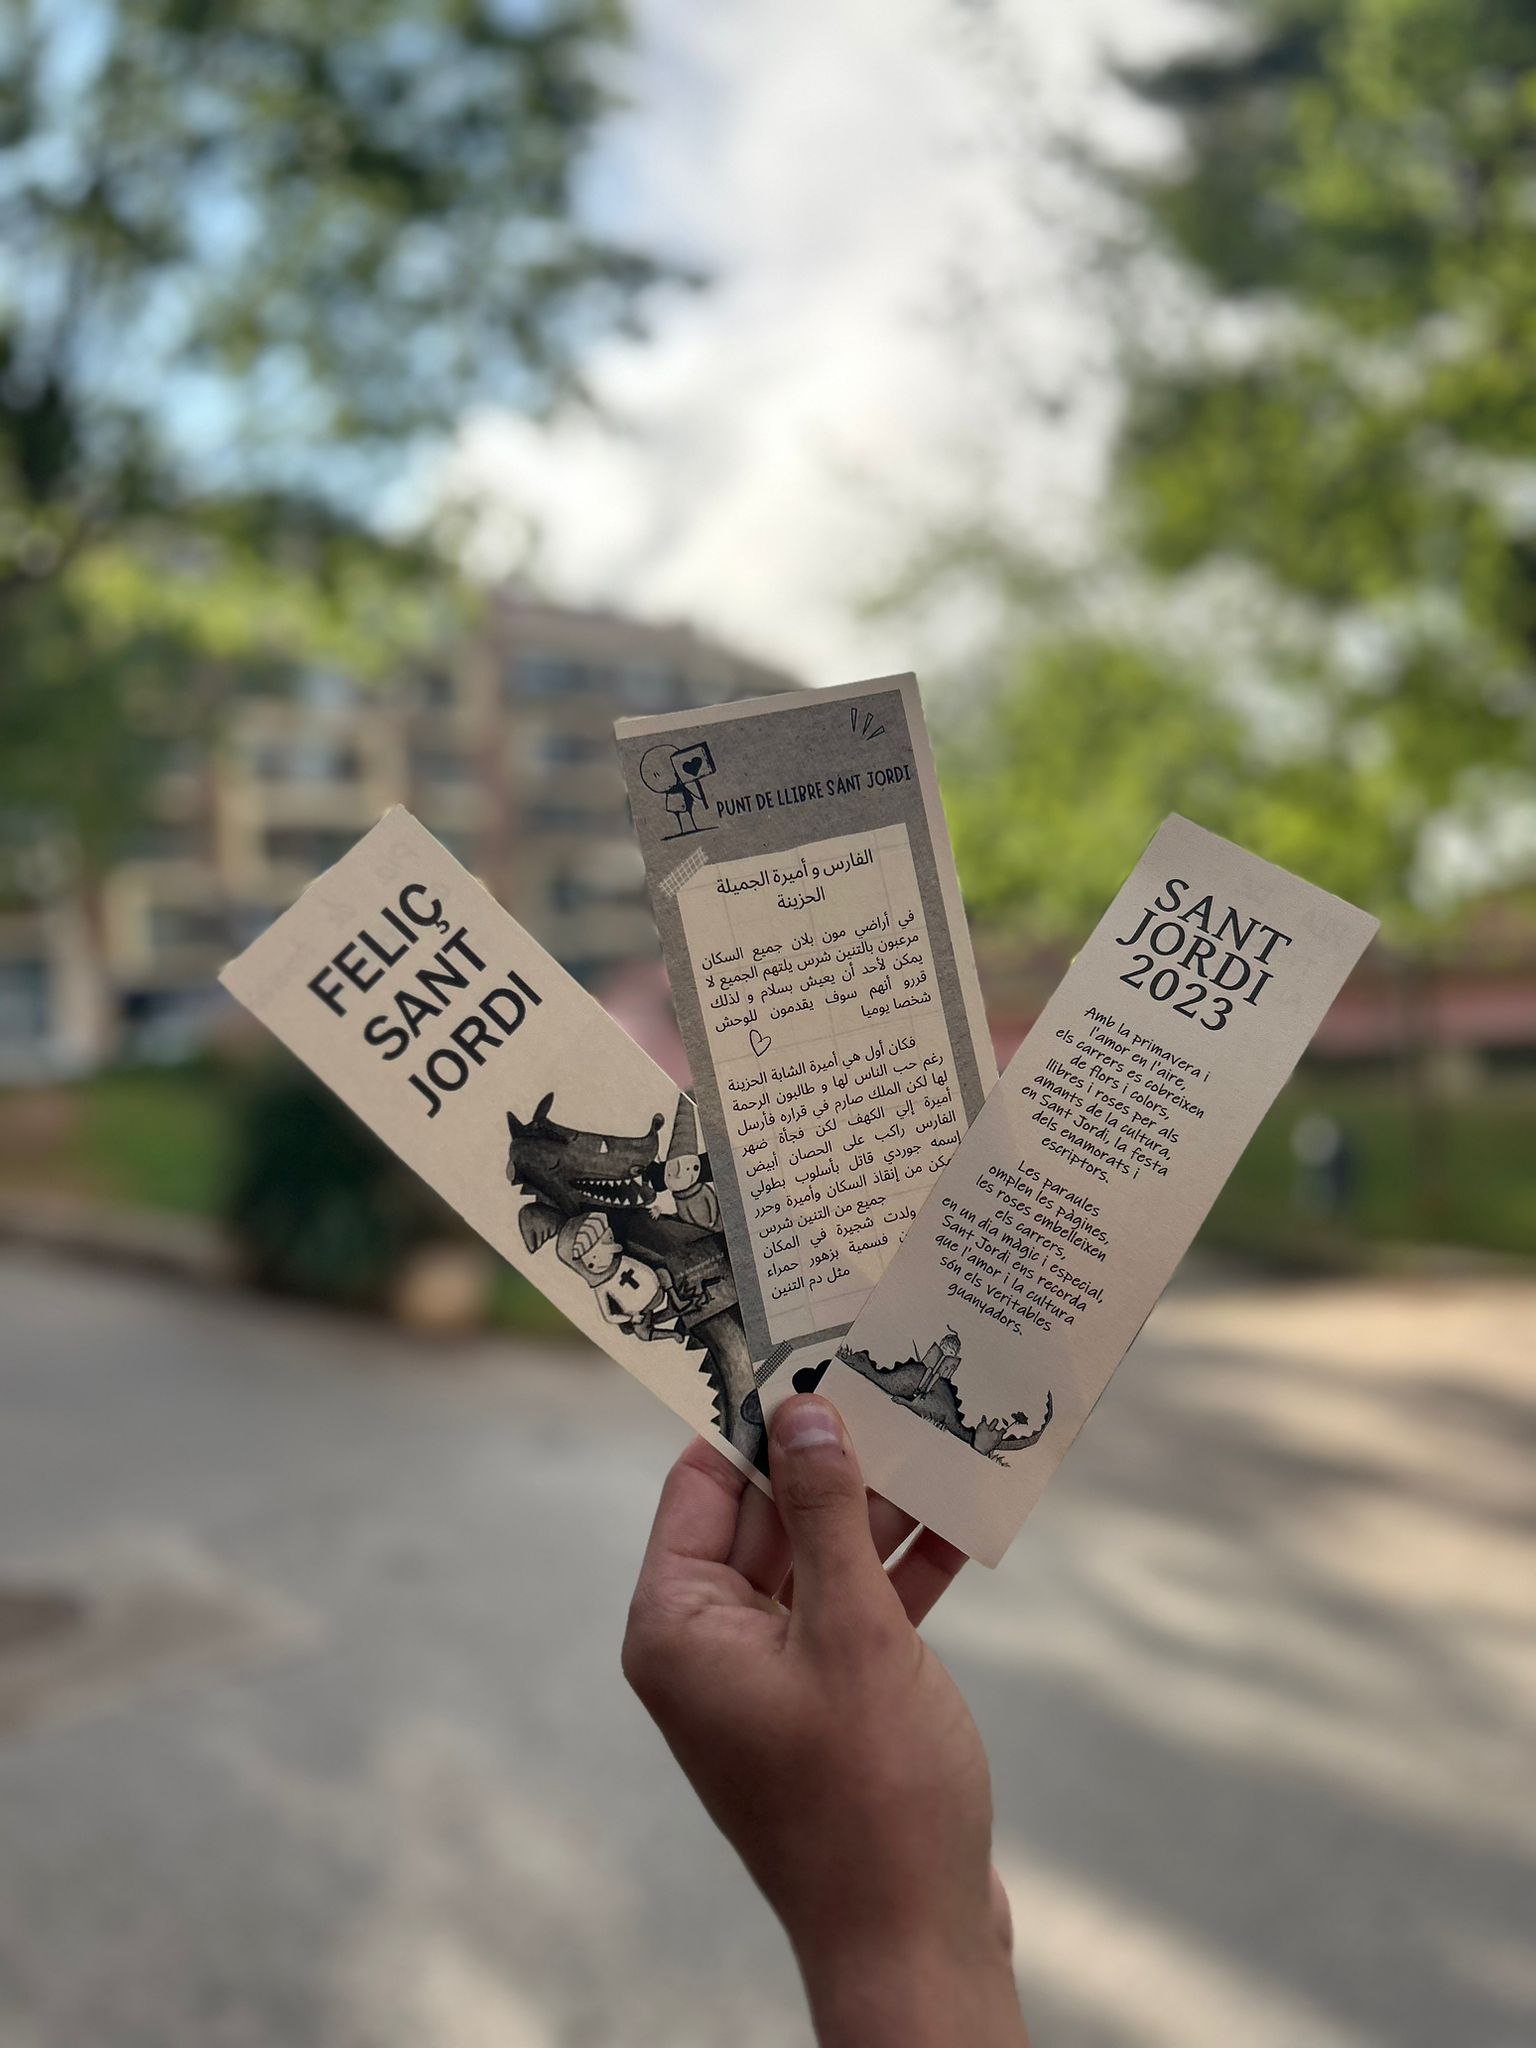 FELIÇ
SANT
JORDI
PUNT DE LLIBRE SANT JORDI
الفارس و أميرة الجميلة
الحزينة
في أراضي مون بلان جميع السكان
مرعبون بالتنين شرس يلتهم الجميع لا
يمكن لأحد أن يعيش بسلام و لذلك
قررو أنهم سوف يقدمون للوحش
شخصا يوميا
فكان أول هي أميرة الشابة الحزينة
رغم حب الناس لها و طالبون الرحمة
لها لكن الملك صارم في قراره فأرسل
أميرة إلي الكهف لكن فجأة ضهر
الفارس راكب على الحصان أبيض
إسمه جوردي قاتل بأسلوب بطولي
من إنقاذ السكان وأميرة وحرر
جميع من التنين شرس
ولدت شجيرة في المكان
فسمية بزهور حمراء
مثل دم التنين
SANT
JORDI
2023
Amb la primavera i
l'amor en l'aire,
els carrers es cobreixen
de flors i colors,
llibres i roses per als
amants de la cultura,
en Sant Jordi, la festa
dels enamorats i
escriptors.
Les paraules
omplen les pàgines,
les roses embelleixen
els carrers,
en un dia màgic i especial,
Sant Jordi ens recorda
que l'amor i la cultura
són els veritables
guanyadors.